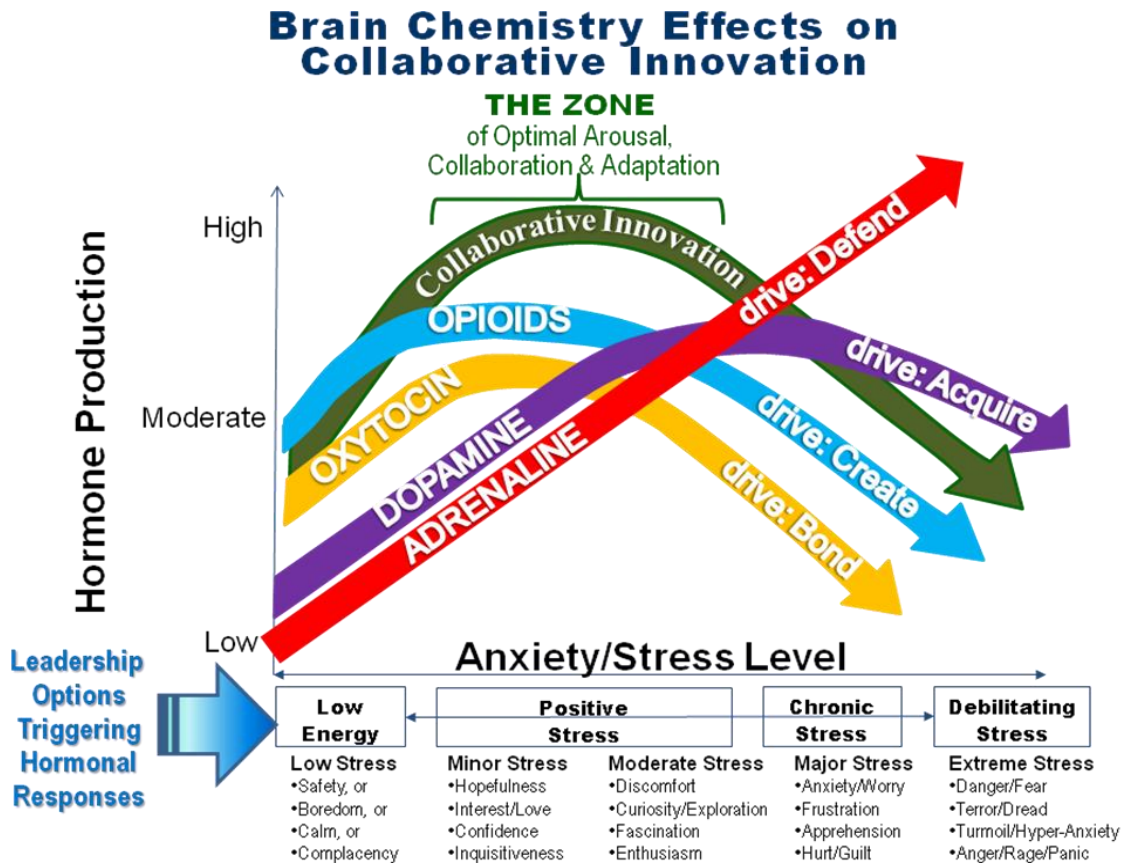 Brain Chemistry Effects on
Collaborative Innovation
THE ZONE
of Optimal Arousal,
Collaboration & Adaptation
High
Moderate
Low
Hormone Production
Collaborative Innovation
OPIOIDS
OXYTOCIN
DOPAMINE
ADRENALINE
drive: Defend
drive: Acquire
drive: Create
drive: Bond
Anxiety/Stress Level
Leadership
Options
Triggering
Hormonal
Responses
Low
Energy
Positive
Stress
Chronic
Stress
Debilitating
Stress
Low Stress
•Safety, or
•Boredom, or
•Calm, or
•Complacency
Minor Stress
•Hopefulness
•Interest/Love
•Confidence
•Inquisitiveness
Moderate Stress
•Discomfort
•Curiosity/Exploration
•Fascination
•Enthusiasm
Major Stress
•Anxiety/Worry
•Frustration
•Apprehension
•Hurt/Guilt
Extreme Stress
•Danger/Fear
•Terror/Dread
•Turmoil/Hyper-Anxiety
•Anger/Rage/Panic